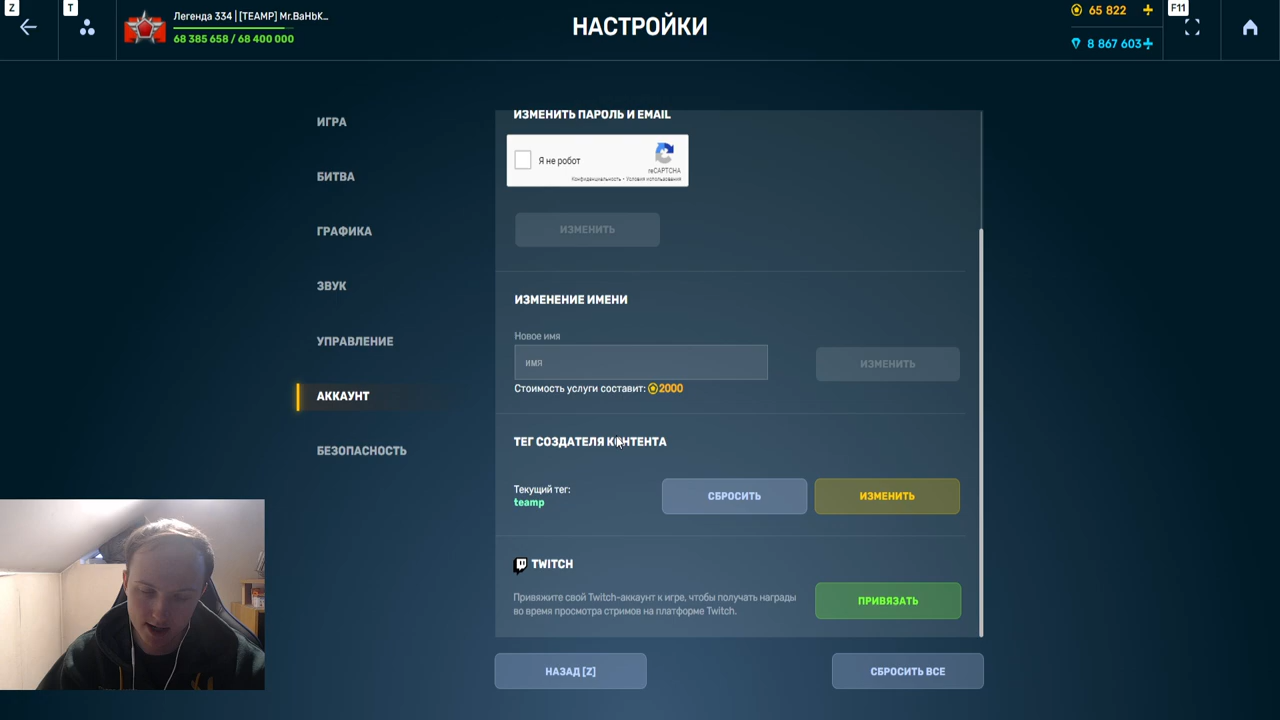 Z
T
Легенда 334 | [TEAMP] Mr.BaHbK...
68 385 658 / 68 400 000
НАСТРОЙКИ
65 822 +
8 867 603+
F11
ИГРА
БИТВА
ГРАФИКА
ЗВУК
УПРАВЛЕНИЕ
АККАУНТ
БЕЗОПАСНОСТЬ
ИЗМЕНИТЬ ПАРОЛЬ И EMAIL
Я не робот
reCAPTCHA
Конфиденциальность • Условия использования
ИЗМЕНИТЬ
ИЗМЕНЕНИЕ ИМЕНИ
Новое имя
имя
ИЗМЕНИТЬ
Стоимость услуги составит: 2000
ТЕГ СОЗДАТЕЛЯ КОНТЕНТА
Текущий тег:
teamp
СБРОСИТЬ
ИЗМЕНИТЬ
TWITCH
Привяжите свой Twitch-аккаунт к игре, чтобы получать награды
во время просмотра стримов на платформе Twitch.
ПРИВЯЗАТЬ
НАЗАД [Z]
СБРОСИТЬ ВСЕ